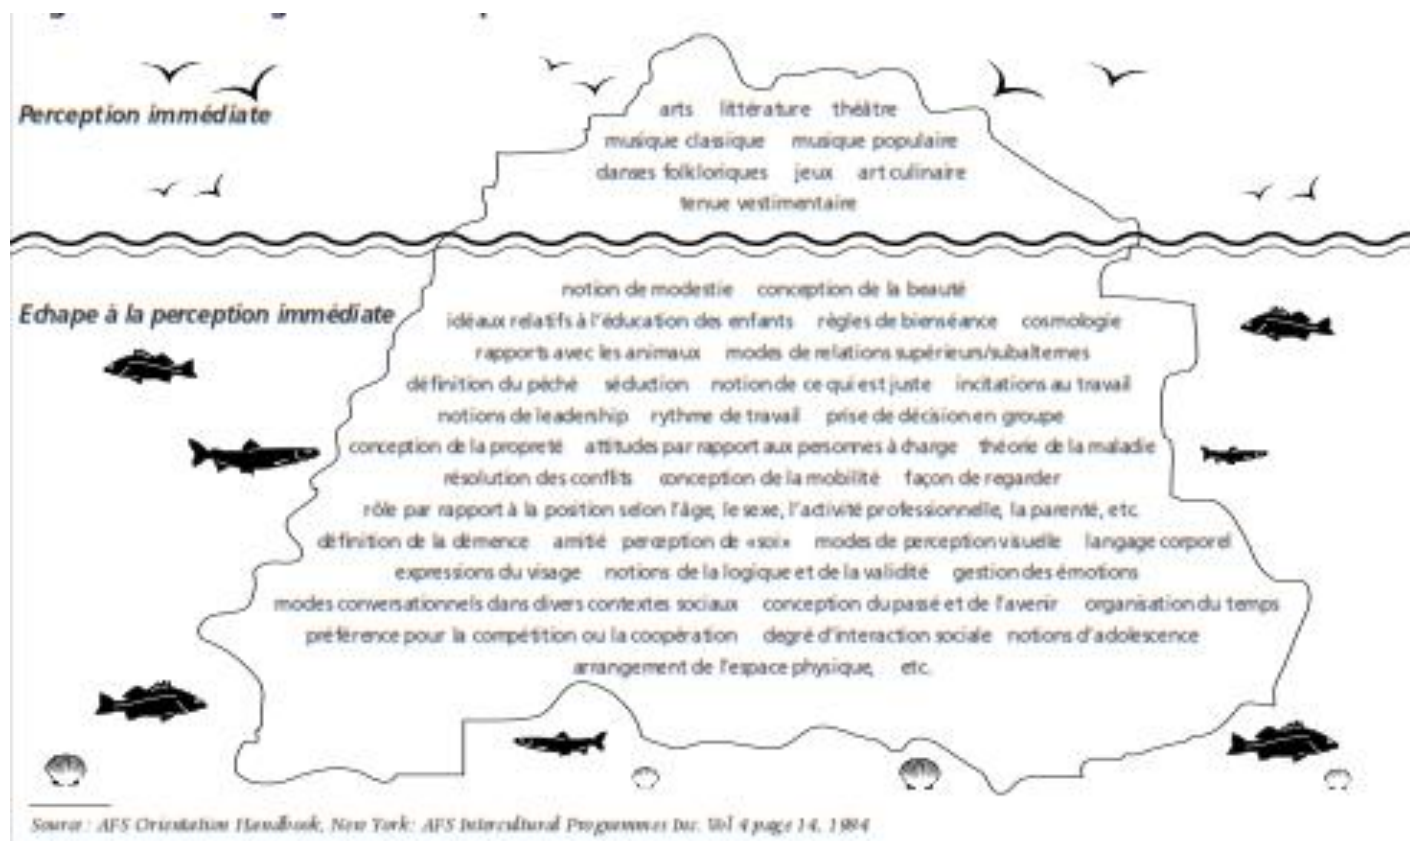 Perception immédiate
arts littérature théâtre
musique classique musique populaire
danses folkloriques jeux art culinaire
tenue vestimentaire
Echape à la perception immédiate
notion de modestie conception de la beauté
idéaux relatifs à l'éducation des enfants règles de bienséance cosmologie
rapports avec les animaux modes de relations supérieurs/subalternes
définition du péché séduction notion de ce qui est juste incitations au travail
notions de leadership rythme de travail prise de décision en groupe
conception de la propreté attitudes par rapport aux personnes à charge théorie de la maladie
résolution des conflits conception de la mobilité façon de regarder
rôle par rapport à la position selon l'âge, le sexe, l'activité professionnelle, la parenté, etc.
définition de la démence amitié perception de «soi» modes de perception visuelle langage corporel
expressions du visage notions de la logique et de la validité gestion des émotions
modes conversationnels dans divers contextes sociaux conception du passé et de l'avenir organisation du temps
préférence pour la compétition ou la coopération degré d'interaction sociale notions d'adolescence
arrangement de l'espace physique, etc.
Source: AFS Orientation Handbook, New York: AFS Intercultural Programmes Inc. Vol 4 page 14, 1984